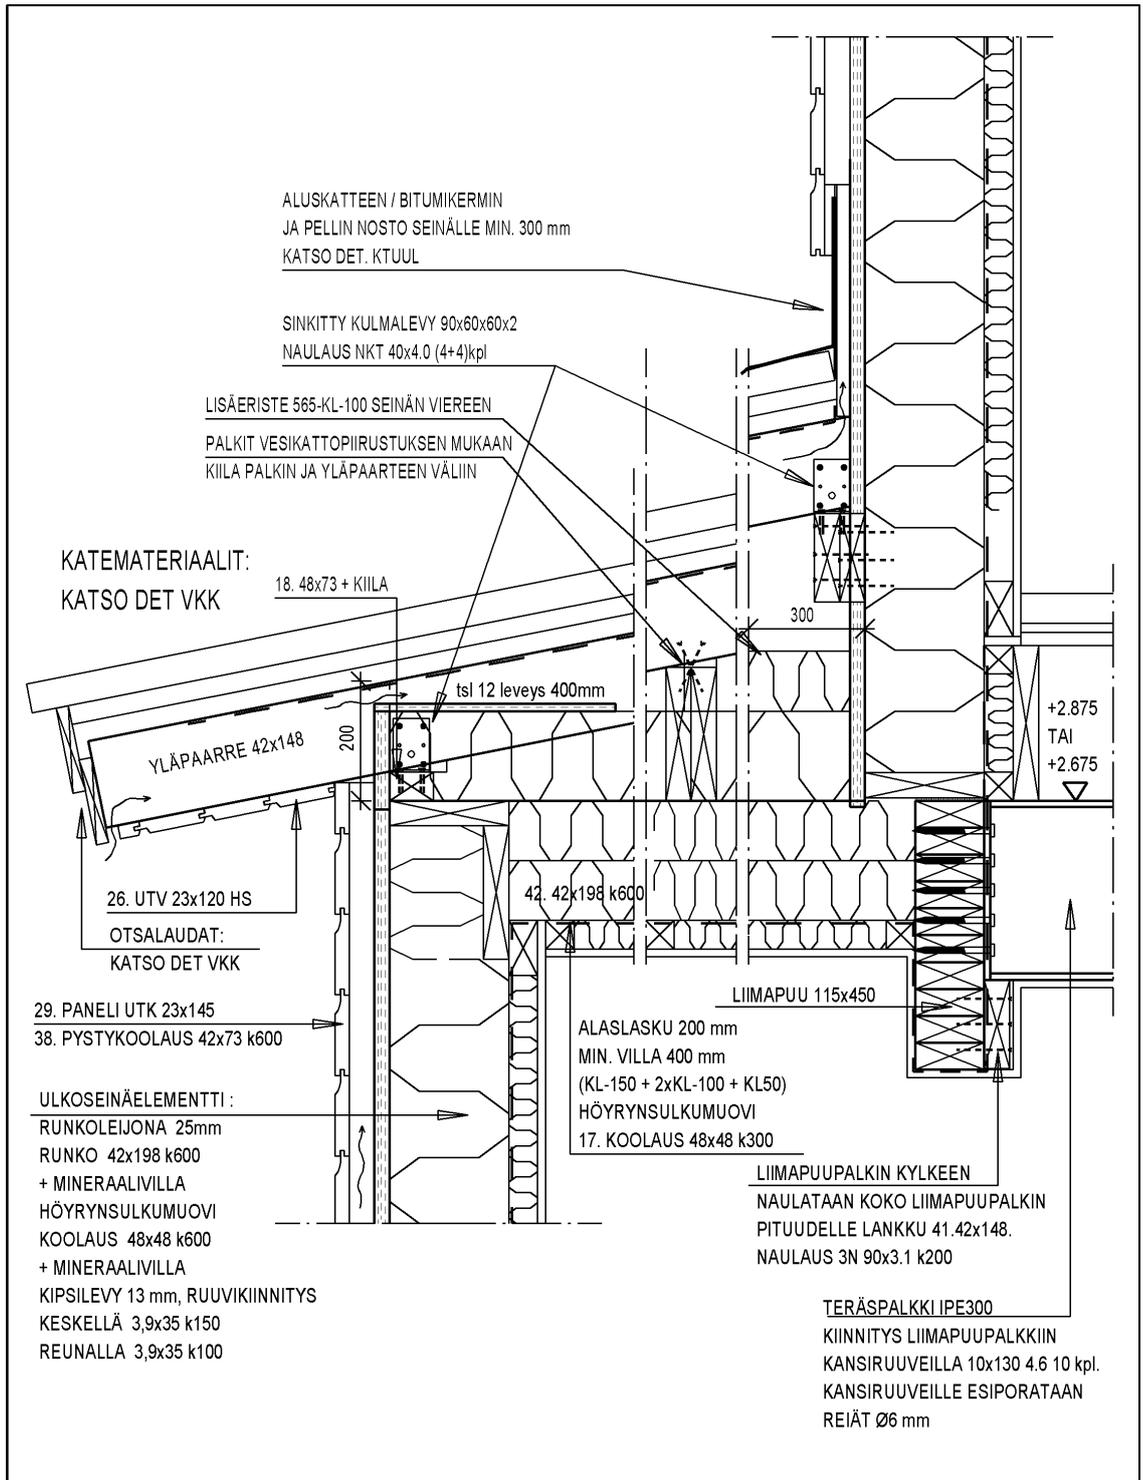 ALUSKATTEEN / BITUMIKERMIN
JA PELLIN NOSTO SEINÄLLE MIN. 300 mm
KATSO DET. KTUUL
SINKITTY KULMALEVY 90x60x60x2
NAULAUS NKT 40x4.0 (4+4)kpl
LISÄERISTE 565-KL-100 SEINÄN VIEREEN
PALKIT VESIKATTOPIIRUSTUKSEN MUKAAN
KIILA PALKIN JA YLÄPAARTEEN VÄLIIN
KATEMATERIAALIT:
KATSO DET VKK
18. 48x73 + KIILA
300
tsl 12 leveys 400mm
200
YLÄPAARRE 42x148
+2.875
TAI
+2.675
26. UTV 23x120 HS
42. 42x198 k600
OTSALAUDAT:
KATSO DET VKK
29. PANELI UTK 23x145
38. PYSTYKOOLAUS 42x73 k600
LIIMAPUU 115x450
ALASLASKU 200 mm
MIN. VILLA 400 mm
(KL-150 + 2xKL-100 + KL50)
HÖYRYNSULKUMUOVI
17. KOOLAUS 48x48 k300
ULKOSEINÄELEMENTTI :
RUNKOLEIJONA 25mm
RUNKO 42x198 k600
+ MINERAALIVILLA
HÖYRYNSULKUMUOVI
KOOLAUS 48x48 k600
+ MINERAALIVILLA
KIPSILEVY 13 mm, RUUVIKIINNITYS
KESKELLÄ 3,9x35 k150
REUNALLA 3,9x35 k100
LIIMAPUUPALKIN KYLKEEN
NAULATAAN KOKO LIIMAPUUPALKIN
PITUUDELLE LANKKU 41.42x148.
NAULAUS 3N 90x3.1 k200
TERÄSPALKKI IPE300
KIINNITYS LIIMAPUUPALKKIIN
KANSIRUUVEILLA 10x130 4.6 10 kpl.
KANSIRUUVEILLE ESIPORATAAN
REIÄT Ø6 mm